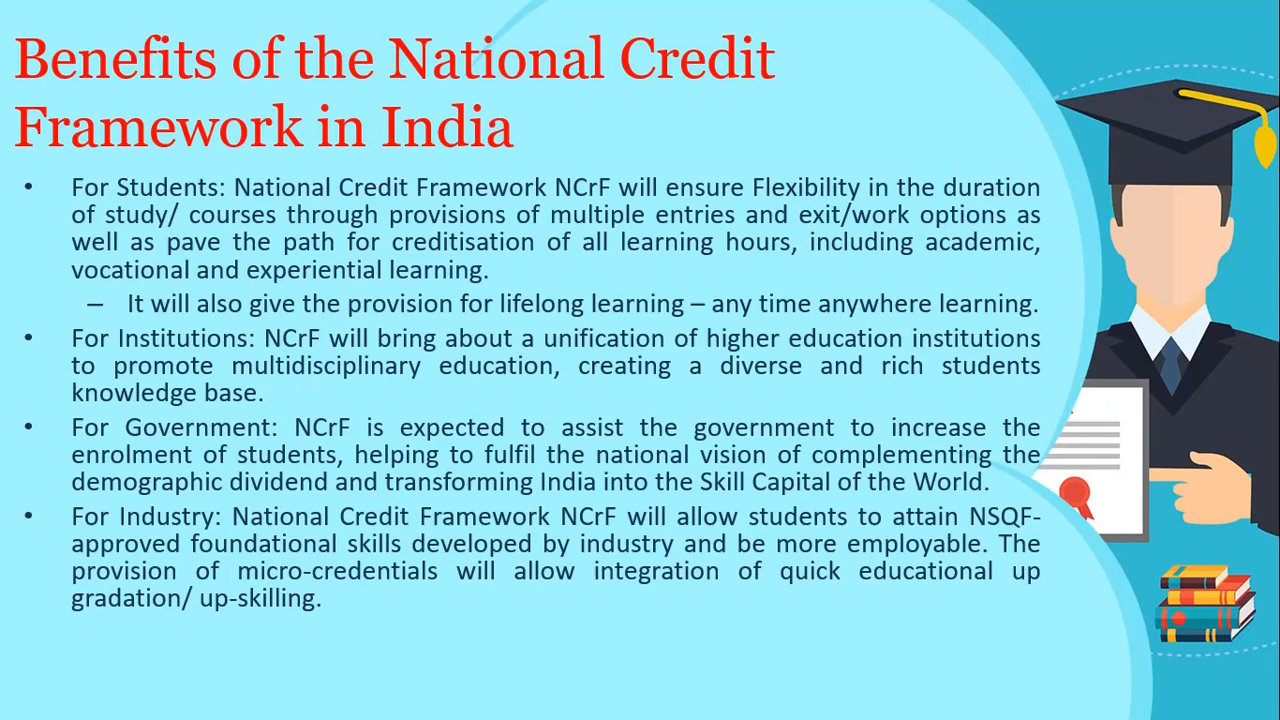 Benefits of the National Credit
Framework in India
• For Students: National Credit Framework NCrF will ensure Flexibility in the duration
of study/ courses through provisions of multiple entries and exit/work options as
well as pave the path for creditisation of all learning hours, including academic,
vocational and experiential learning.
– It will also give the provision for lifelong learning – any time anywhere learning.
• For Institutions: NCrF will bring about a unification of higher education institutions
to promote multidisciplinary education, creating a diverse and rich students
knowledge base.
• For Government: NCrF is expected to assist the government to increase the
enrolment of students, helping to fulfil the national vision of complementing the
demographic dividend and transforming India into the Skill Capital of the World.
• For Industry: National Credit Framework NCrF will allow students to attain NSQF-
approved foundational skills developed by industry and be more employable. The
provision of micro-credentials will allow integration of quick educational up
gradation/ up-skilling.